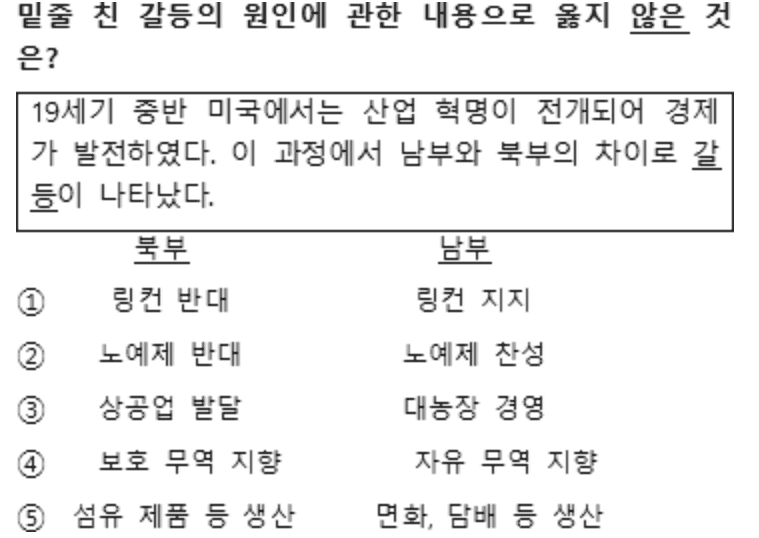 밑줄 친 갈등의 원인에 관한 내용으로 옳지 않은 것
은?
19세기 중반 미국에서는 산업 혁명이 전개되어 경제
가 발전하였다. 이 과정에서 남부와 북부의 차이로 갈
등이 나타났다.
북부 남부
① 링컨 반대 링컨 지지
② 노예제 반대 노예제 찬성
③ 상공업 발달 대농장 경영
④ 보호 무역 지향 자유 무역 지향
⑤ 섬유 제품 등 생산 면화, 담배 등 생산